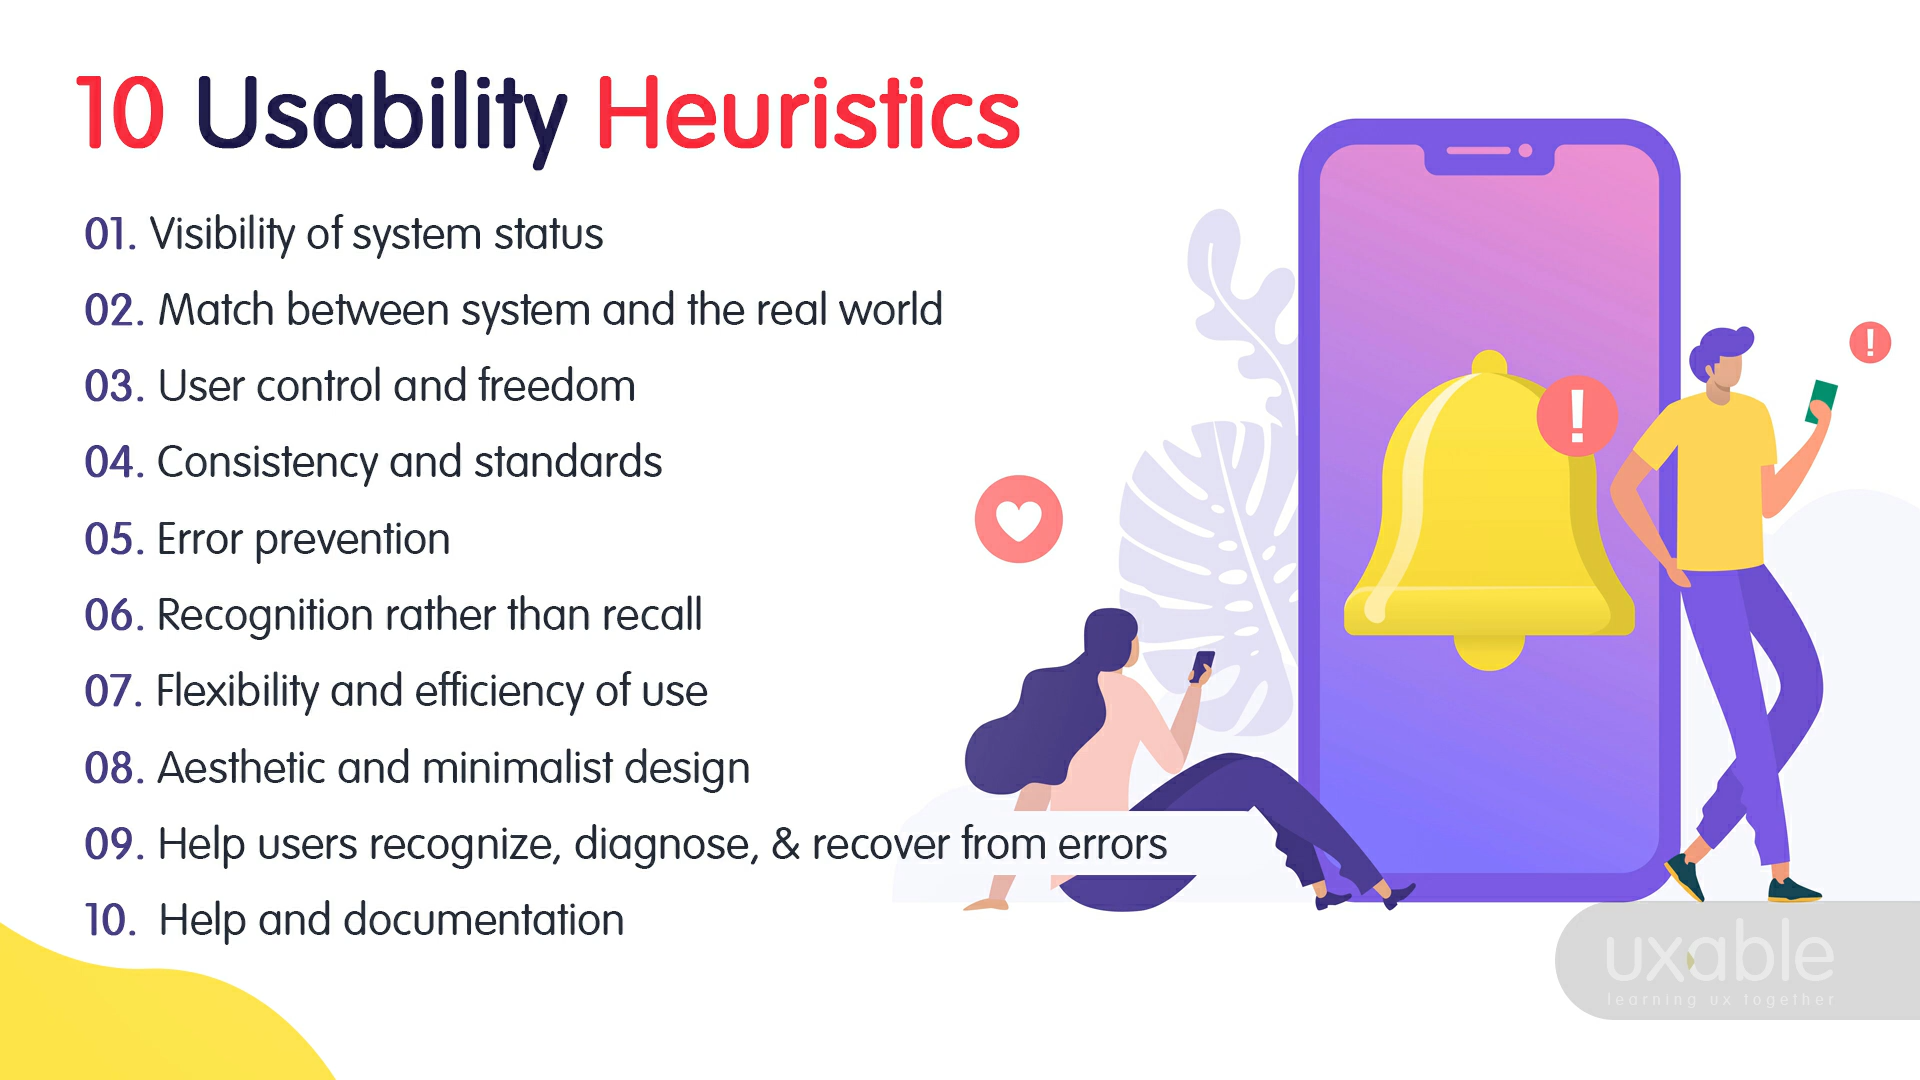 10 Usability Heuristics
01. Visibility of system status
02. Match between system and the real world
03. User control and freedom
04. Consistency and standards
05. Error prevention
06. Recognition rather than recall
07. Flexibility and efficiency of use
08. Aesthetic and minimalist design
09. Help users recognize, diagnose, & recover from errors
10. Help and documentation
!
!
uxable
learning ux together